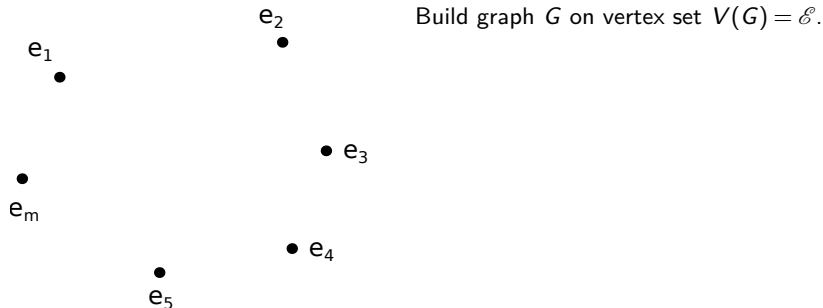 e₂
Build graph G on vertex set V(G) = ℰ.
e₁
e₃
eₘ
e₄
e₅